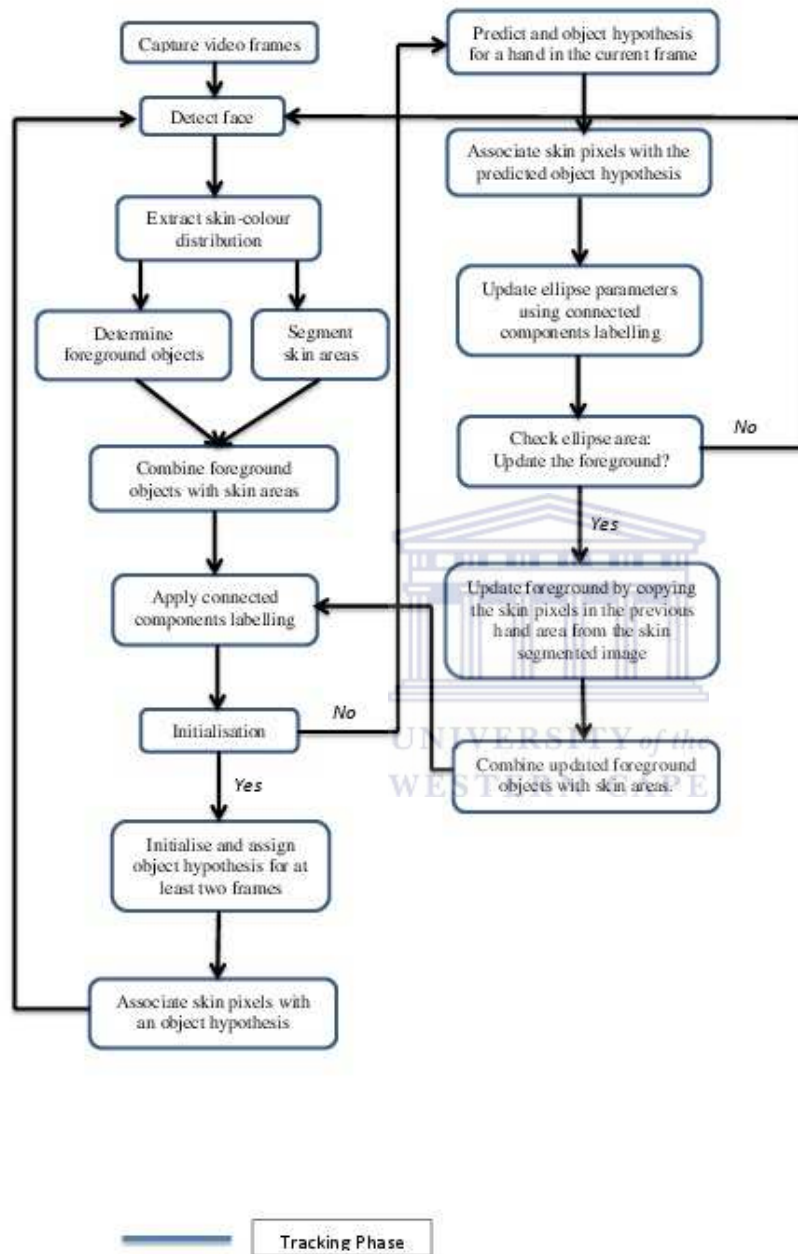 Capture video frames
Detect face
Extract skin-colour
distribution
Determine
foreground objects
Segment
skin areas
Combine foreground
objects with skin areas
Apply connected
components labelling
Initialisation
No
Yes
Initialise and assign
object hypothesis for at
least two frames
Associate skin pixels with
an object hypothesis
Predict and object hypothesis
for a hand in the current frame
Associate skin pixels with the
predicted object hypothesis
Update ellipse parameters
using connected
components labelling
Check ellipse area:
Update the foreground?
No
Yes
Update foreground by copying
the skin pixels in the previous
hand area from the skin
segmented image
Combine updated foreground
objects with skin areas.
UNIVERSITY of the
WESTERN CAPE
Tracking Phase